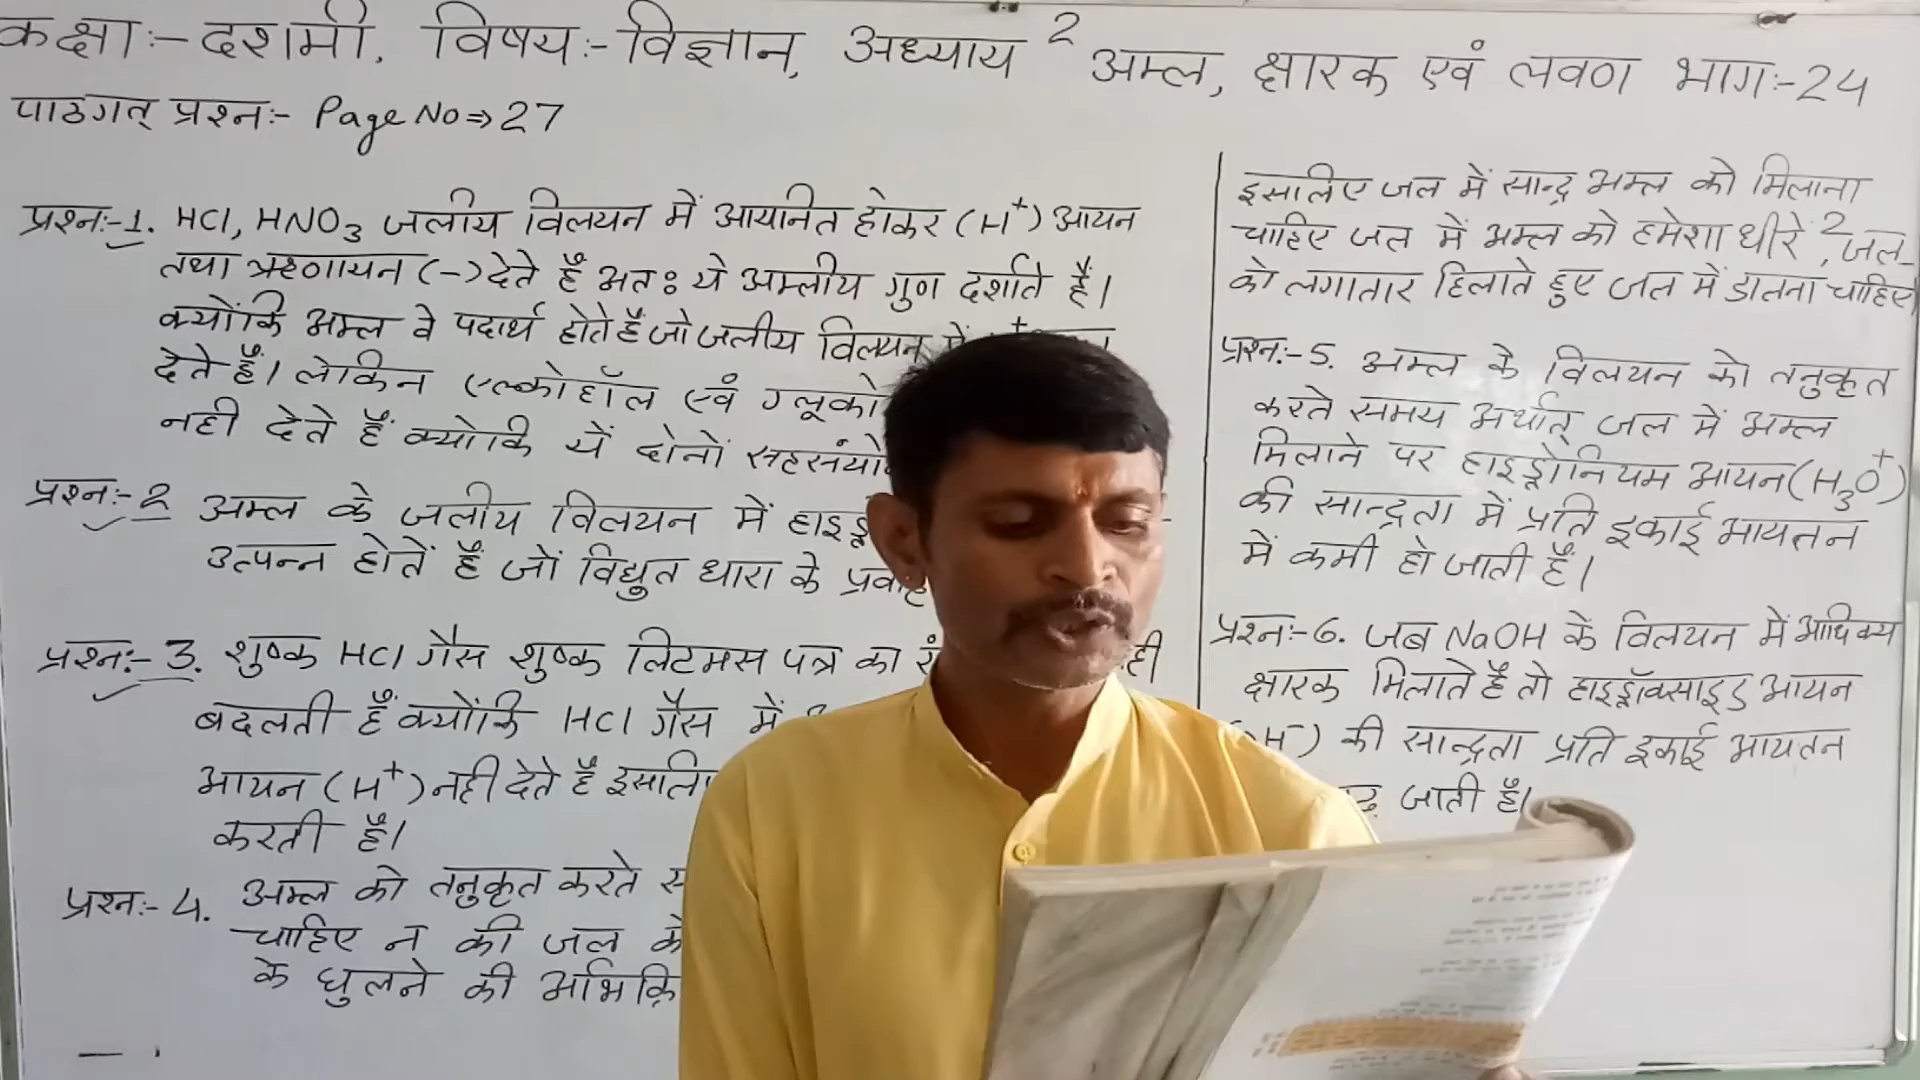 कक्षाः- दशमी, विषयः- विज्ञान, अध्याय 2 अम्ल, क्षारक एवं लवण भागः-24
पाठगत् प्रश्नः- Page No⇒27
प्रश्नः-1. HCl, HNO₃ जलीय विलयन में आयनित होकर (H⁺) आयन
तथा ऋणायन (-) देते हैं अतः ये अम्लीय गुण दर्शाते हैं।
क्योंकि अम्ल वे पदार्थ होते हैं जो जलीय विलयन में
देते हैं। लेकिन एल्कोहॉल एवं ग्लूको
नही देते हैं क्योकि यें दोनों सहसंयो
प्रश्नः-2 अम्ल के जलीय विलयन में हाइड्र
उत्पन्न होतें हैं जों विद्युत धारा के प्रवाह
प्रश्नः-3. शुष्क HCl गैस शुष्क लिटमस पत्र का रं ही
बदलती हैं क्योंकि HCl गैस में
आयन (H⁺) नही देते हैं इसलि
करती हैं।
प्रश्नः-4. अम्ल को तनुकृत करते स
चाहिए न की जल को
के घुलने की अभिक्रि
इसलिए जल में सान्द्र अम्ल को मिलाना
चाहिए जल में अम्ल को हमेशा धीरे 2, जल
को लगातार हिलाते हुए जल में डालना चाहिए।
प्रश्नः-5. अम्ल के विलयन को तनुकृत
करते समय अर्थात् जल में अम्ल
मिलाने पर हाइड्रोनियम आयन (H₃O⁺)
की सान्द्रता में प्रति इकाई आयतन
में कमी हो जाती हैं।
प्रश्नः-6. जब NaOH के विलयन में आधिक्य
क्षारक मिलाते हैं तो हाइड्रॉक्साइड आयन
H⁻) की सान्द्रता प्रति इकाई आयतन
जाती हैं।